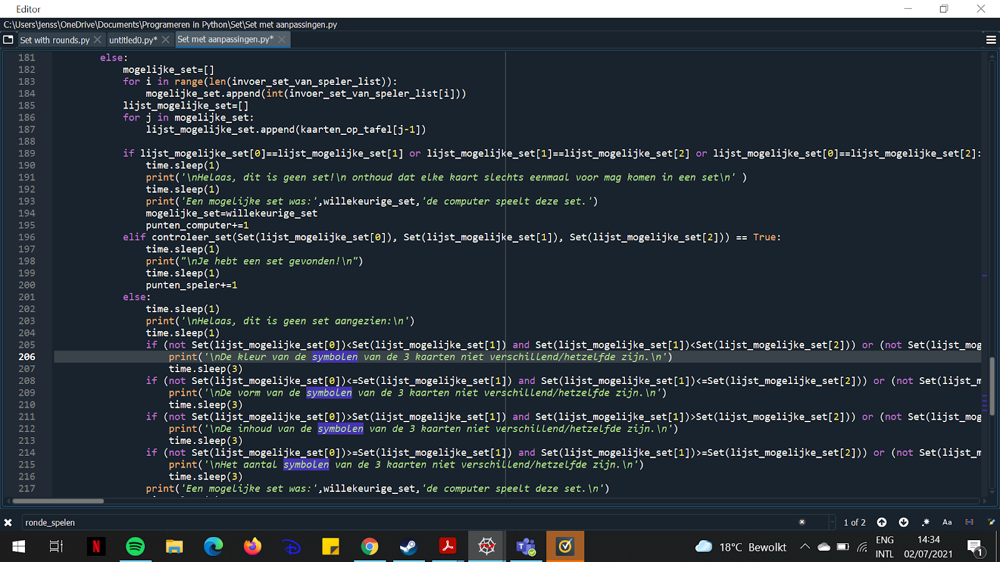 Editor
C:\Users\jenss\OneDrive\Documents\Programeren in Python\Set\Set met aanpassingen.py
Set with rounds.py untitled0.py* Set met aanpassingen.py*
181 else:
182 mogelijke_set=[]
183 for i in range(len(invoer_set_van_speler_list)):
184 mogelijke_set.append(int(invoer_set_van_speler_list[i]))
185 lijst_mogelijke_set=[]
186 for j in mogelijke_set:
187 lijst_mogelijke_set.append(kaarten_op_tafel[j-1])
188
189 if lijst_mogelijke_set[0]==lijst_mogelijke_set[1] or lijst_mogelijke_set[1]==lijst_mogelijke_set[2] or lijst_mogelijke_set[0]==lijst_mogelijke_set[2]:
190 time.sleep(1)
191 print('\nHelaas, dit is geen set!\n onthoud dat elke kaart slechts eenmaal voor mag komen in een set\n' )
192 time.sleep(1)
193 print('Een mogelijke set was:',willekeurige_set,'de computer speelt deze set.')
194 mogelijke_set=willekeurige_set
195 punten_computer+=1
196 elif controleer_set(Set(lijst_mogelijke_set[0]), Set(lijst_mogelijke_set[1]), Set(lijst_mogelijke_set[2])) == True:
197 time.sleep(1)
198 print("\nJe hebt een set gevonden!\n")
199 time.sleep(1)
200 punten_speler+=1
201 else:
202 time.sleep(1)
203 print('\nHelaas, dit is geen set aangezien:\n')
204 time.sleep(1)
205 if (not Set(lijst_mogelijke_set[0])<Set(lijst_mogelijke_set[1]) and Set(lijst_mogelijke_set[1])<Set(lijst_mogelijke_set[2])) or (not Set(lijst_mog
206 print('\nDe kleur van de symbolen van de 3 kaarten niet verschillend/hetzelfde zijn.\n')
207 time.sleep(3)
208 if (not Set(lijst_mogelijke_set[0])<=Set(lijst_mogelijke_set[1]) and Set(lijst_mogelijke_set[1])<=Set(lijst_mogelijke_set[2])) or (not Set(lijst_m
209 print('\nDe vorm van de symbolen van de 3 kaarten niet verschillend/hetzelfde zijn.\n')
210 time.sleep(3)
211 if (not Set(lijst_mogelijke_set[0])>Set(lijst_mogelijke_set[1]) and Set(lijst_mogelijke_set[1])>Set(lijst_mogelijke_set[2])) or (not Set(lijst_mog
212 print('\nDe inhoud van de symbolen van de 3 kaarten niet verschillend/hetzelfde zijn.\n')
213 time.sleep(3)
214 if (not Set(lijst_mogelijke_set[0])>=Set(lijst_mogelijke_set[1]) and Set(lijst_mogelijke_set[1])>=Set(lijst_mogelijke_set[2])) or (not Set(lijst_m
215 print('\nHet aantal symbolen van de 3 kaarten niet verschillend/hetzelfde zijn.\n')
216 time.sleep(3)
217 print('Een mogelijke set was:',willekeurige_set,'de computer speelt deze set.\n')
ronde_spelen 1 of 2 .* Aa
18°C Bewolkt ENG INTL 14:34 02/07/2021 1